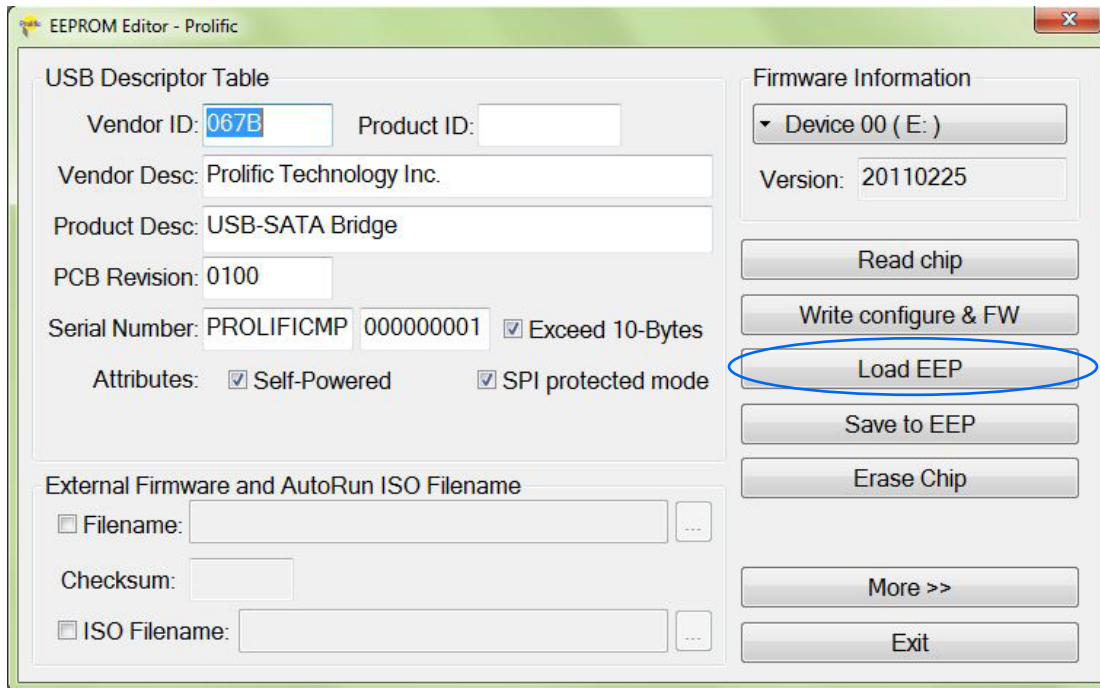 EEPROM Editor - Prolific
USB Descriptor Table
Vendor ID: 067B Product ID:
Vendor Desc: Prolific Technology Inc.
Product Desc: USB-SATA Bridge
PCB Revision: 0100
Serial Number: PROLIFICMP 000000001 Exceed 10-Bytes
Attributes: Self-Powered SPI protected mode
External Firmware and AutoRun ISO Filename
Filename: ...
Checksum:
ISO Filename: ...
Firmware Information
Device 00 ( E: )
Version: 20110225
Read chip
Write configure & FW
Load EEP
Save to EEP
Erase Chip
More >>
Exit